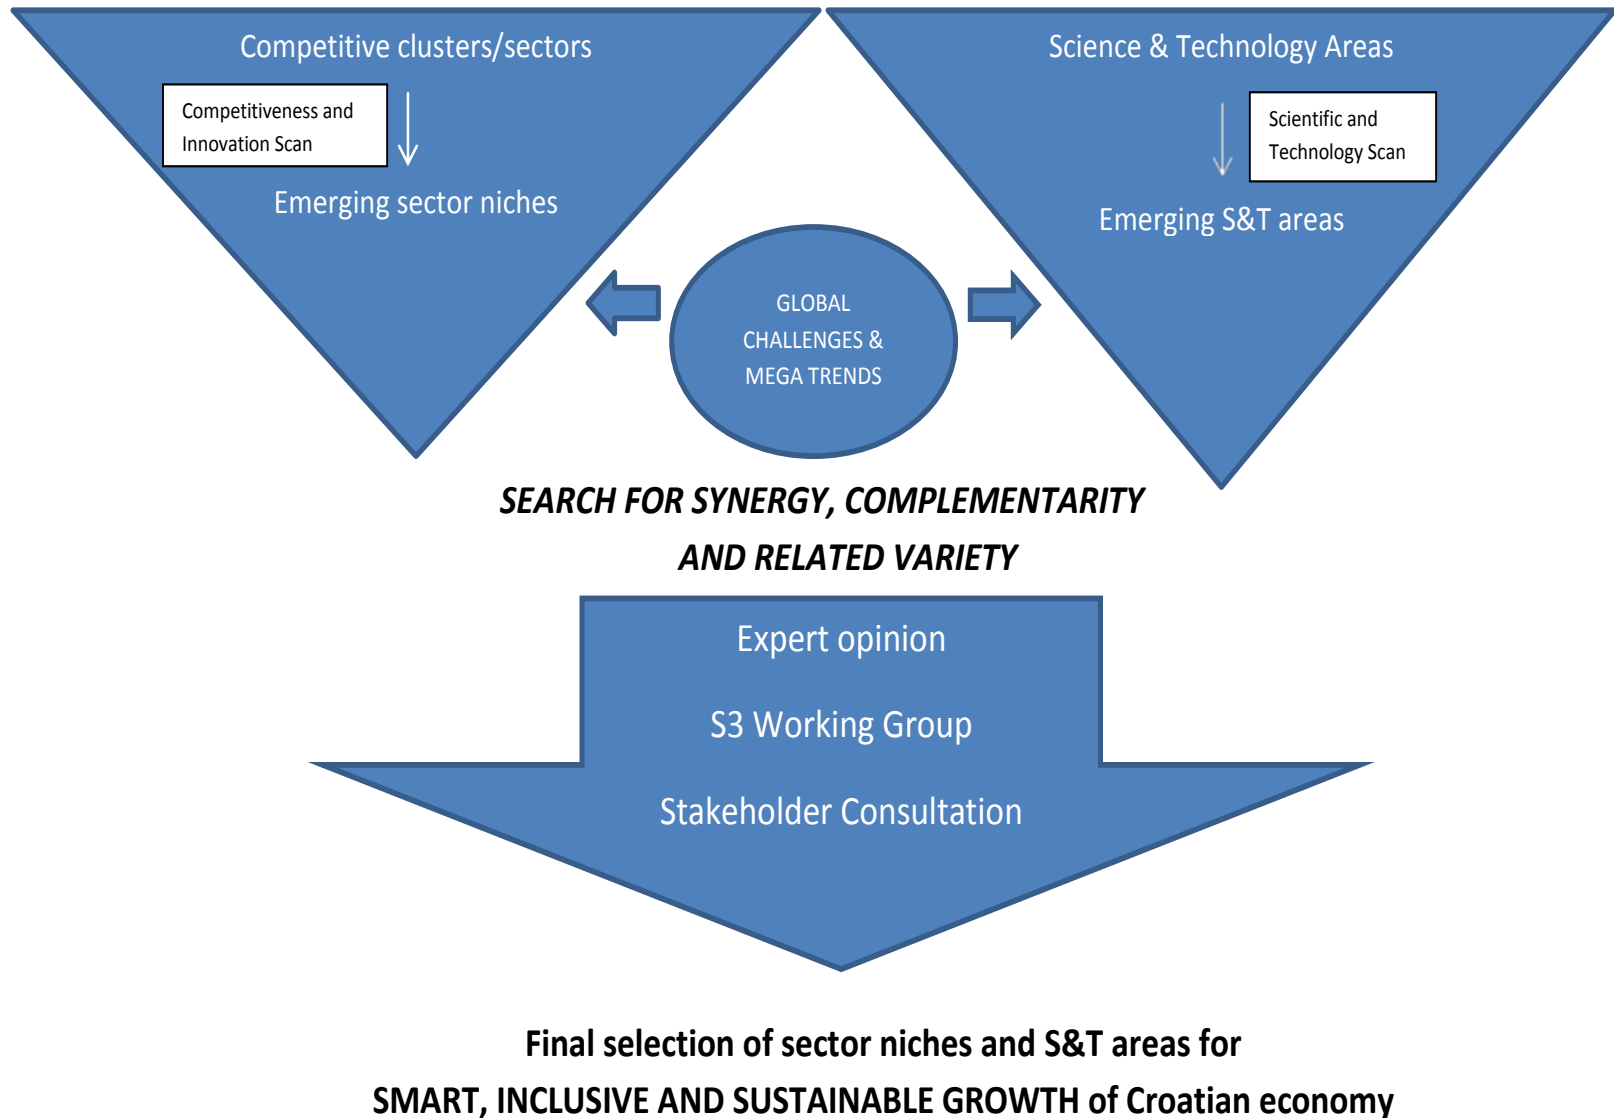 Competitive clusters/sectors
Competitiveness and
Innovation Scan
Emerging sector niches
Science & Technology Areas
Scientific and
Technology Scan
Emerging S&T areas
GLOBAL
CHALLENGES &
MEGA TRENDS
SEARCH FOR SYNERGY, COMPLEMENTARITY
AND RELATED VARIETY
Expert opinion
S3 Working Group
Stakeholder Consultation
Final selection of sector niches and S&T areas for
SMART, INCLUSIVE AND SUSTAINABLE GROWTH of Croatian economy